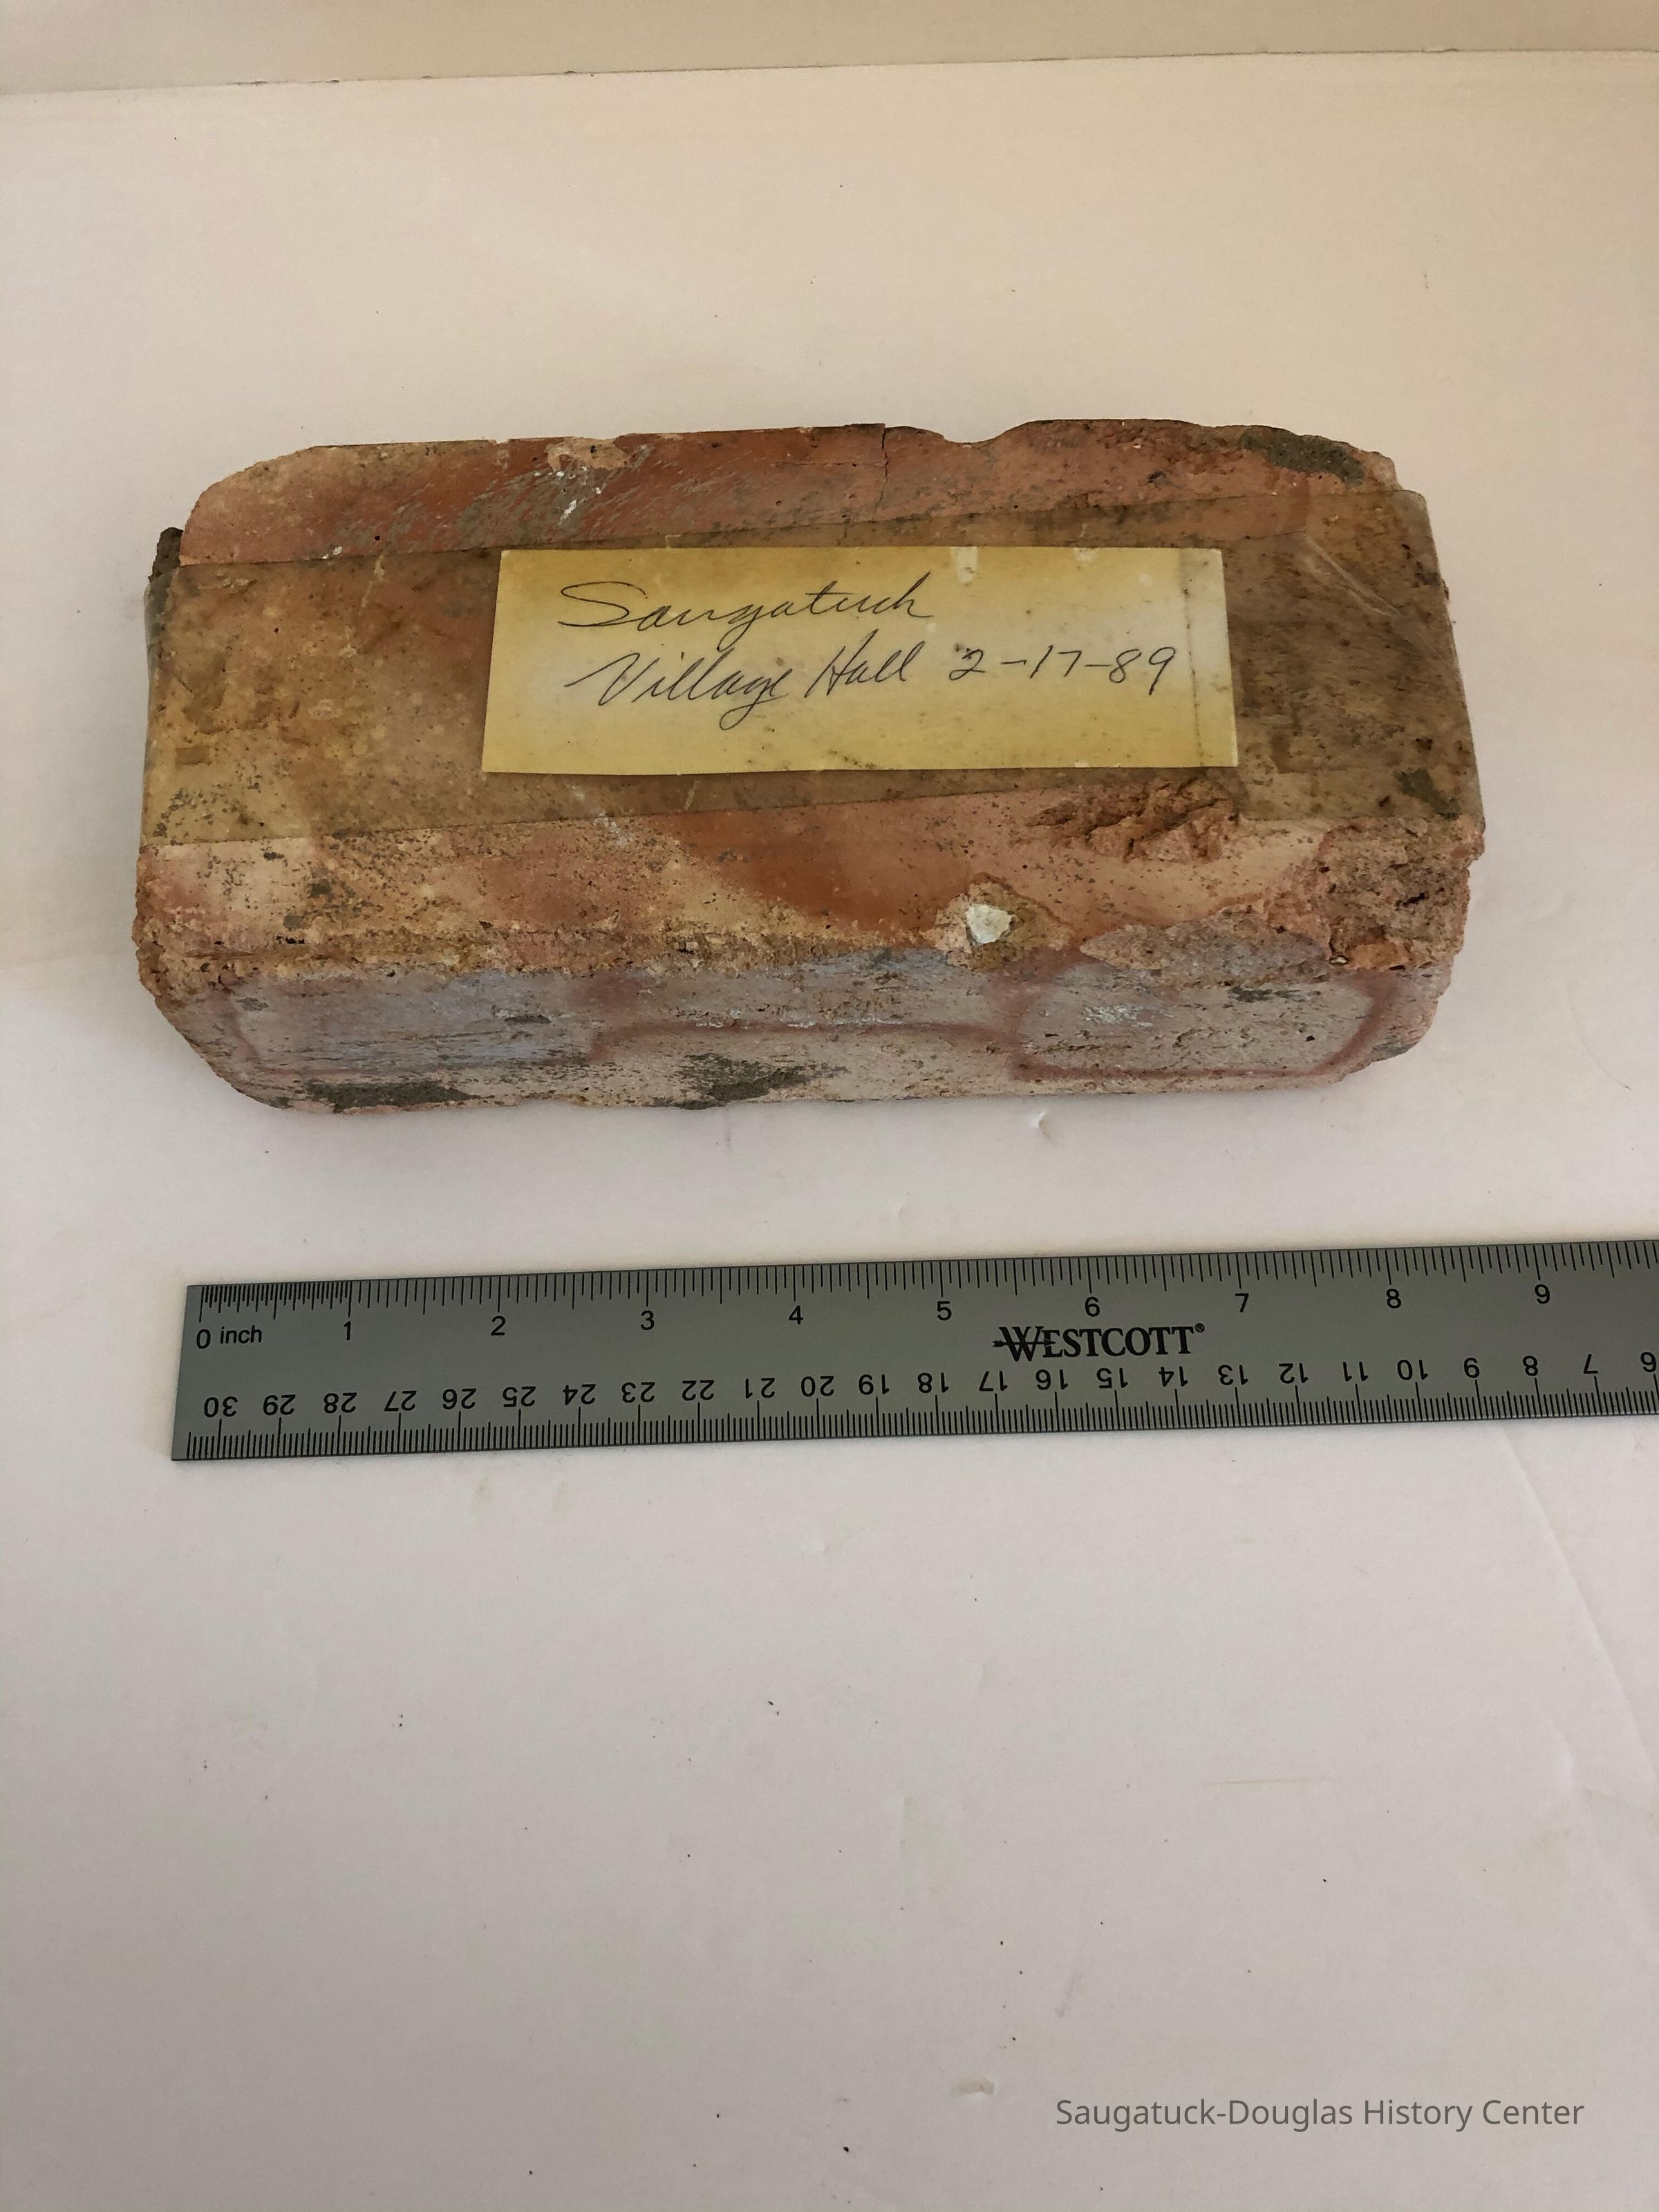 Saugatuck
Village Hall 2-17-89
0 inch 1 2 3 4 5 6 7 8 9
WESTCOTT®
30 29 28 27 26 25 24 23 22 21 20 19 18 17 16 15 14 13 12 11 10 9 8 7 6
Saugatuck-Douglas History Center